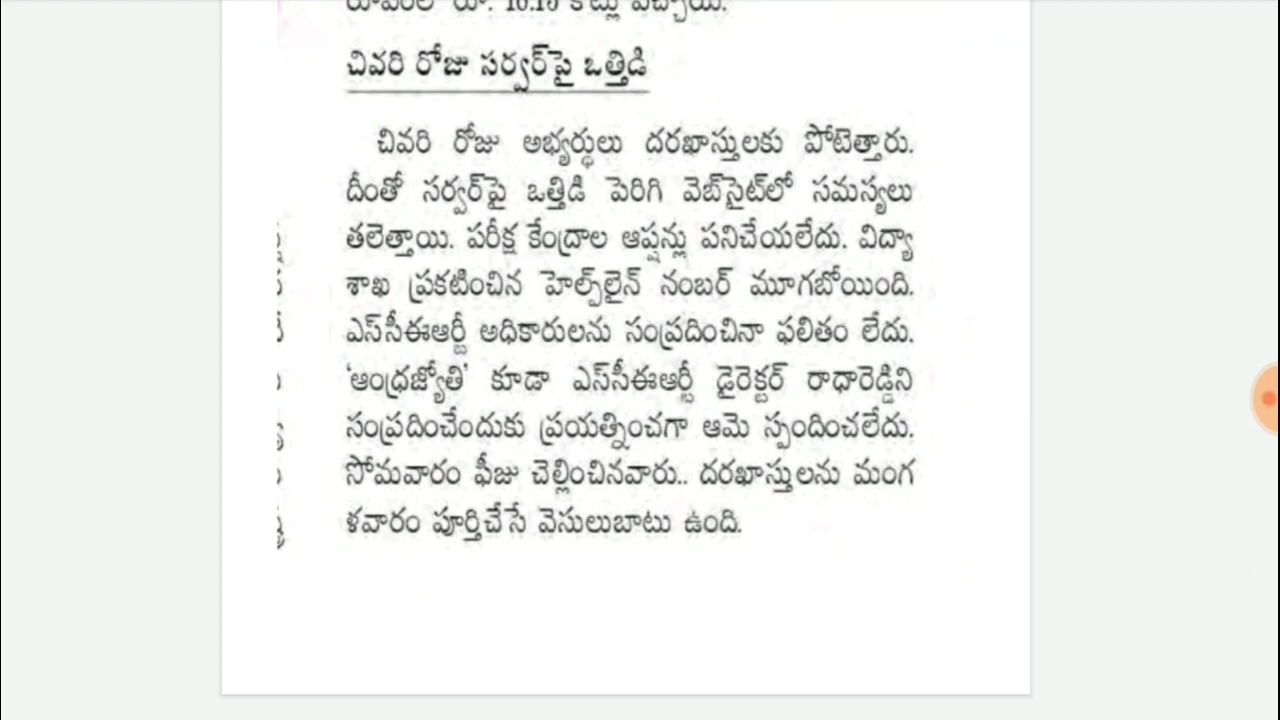 చివరి రోజు సర్వర్‌పై ఒత్తిడి
చివరి రోజు అభ్యర్థులు దరఖాస్తులకు పోటెత్తారు.
దీంతో సర్వర్‌పై ఒత్తిడి పెరిగి వెబ్‌సైట్‌లో సమస్యలు
తలెత్తాయి. పరీక్ష కేంద్రాల ఆప్షన్లు పనిచేయలేదు. విద్యా
శాఖ ప్రకటించిన హెల్ప్‌లైన్ నంబర్ మూగబోయింది.
ఎస్‌సీఈఆర్టీ అధికారులను సంప్రదించినా ఫలితం లేదు.
‘ఆంధ్రజ్యోతి’ కూడా ఎస్‌సీఈఆర్టీ డైరెక్టర్ రాధారెడ్డిని
సంప్రదించేందుకు ప్రయత్నించగా ఆమె స్పందించలేదు.
సోమవారం ఫీజు చెల్లించినవారు.. దరఖాస్తులను మంగ
ళవారం పూర్తిచేసే వెసులుబాటు ఉంది.